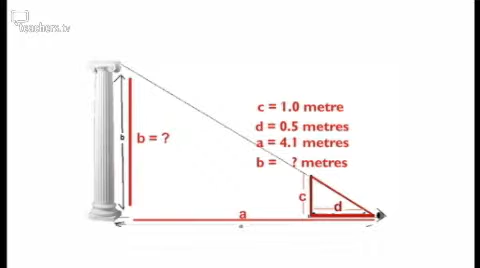 teachers.tv
c = 1.0 metre
d = 0.5 metres
a = 4.1 metres
b = ? metres
b
b = ?
c
d
a